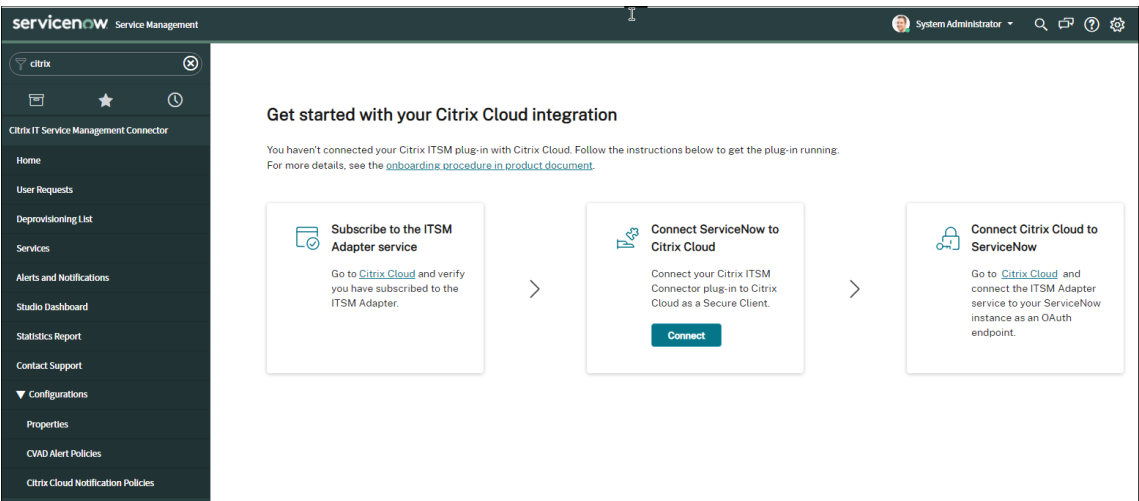 servicenow Service Management
System Administrator
citrix
Citrix IT Service Management Connector
Home
User Requests
Deprovisioning List
Services
Alerts and Notifications
Studio Dashboard
Statistics Report
Contact Support
Configurations
Properties
CVAD Alert Policies
Citrix Cloud Notification Policies
Get started with your Citrix Cloud integration
You haven't connected your Citrix ITSM plug-in with Citrix Cloud. Follow the instructions below to get the plug-in running.
For more details, see the onboarding procedure in product document.
Subscribe to the ITSM
Adapter service
Go to Citrix Cloud and verify
you have subscribed to the
ITSM Adapter.
Connect ServiceNow to
Citrix Cloud
Connect your Citrix ITSM
Connector plug-in to Citrix
Cloud as a Secure Client.
Connect
Connect Citrix Cloud to
ServiceNow
Go to Citrix Cloud and
connect the ITSM Adapter
service to your ServiceNow
instance as an OAuth
endpoint.